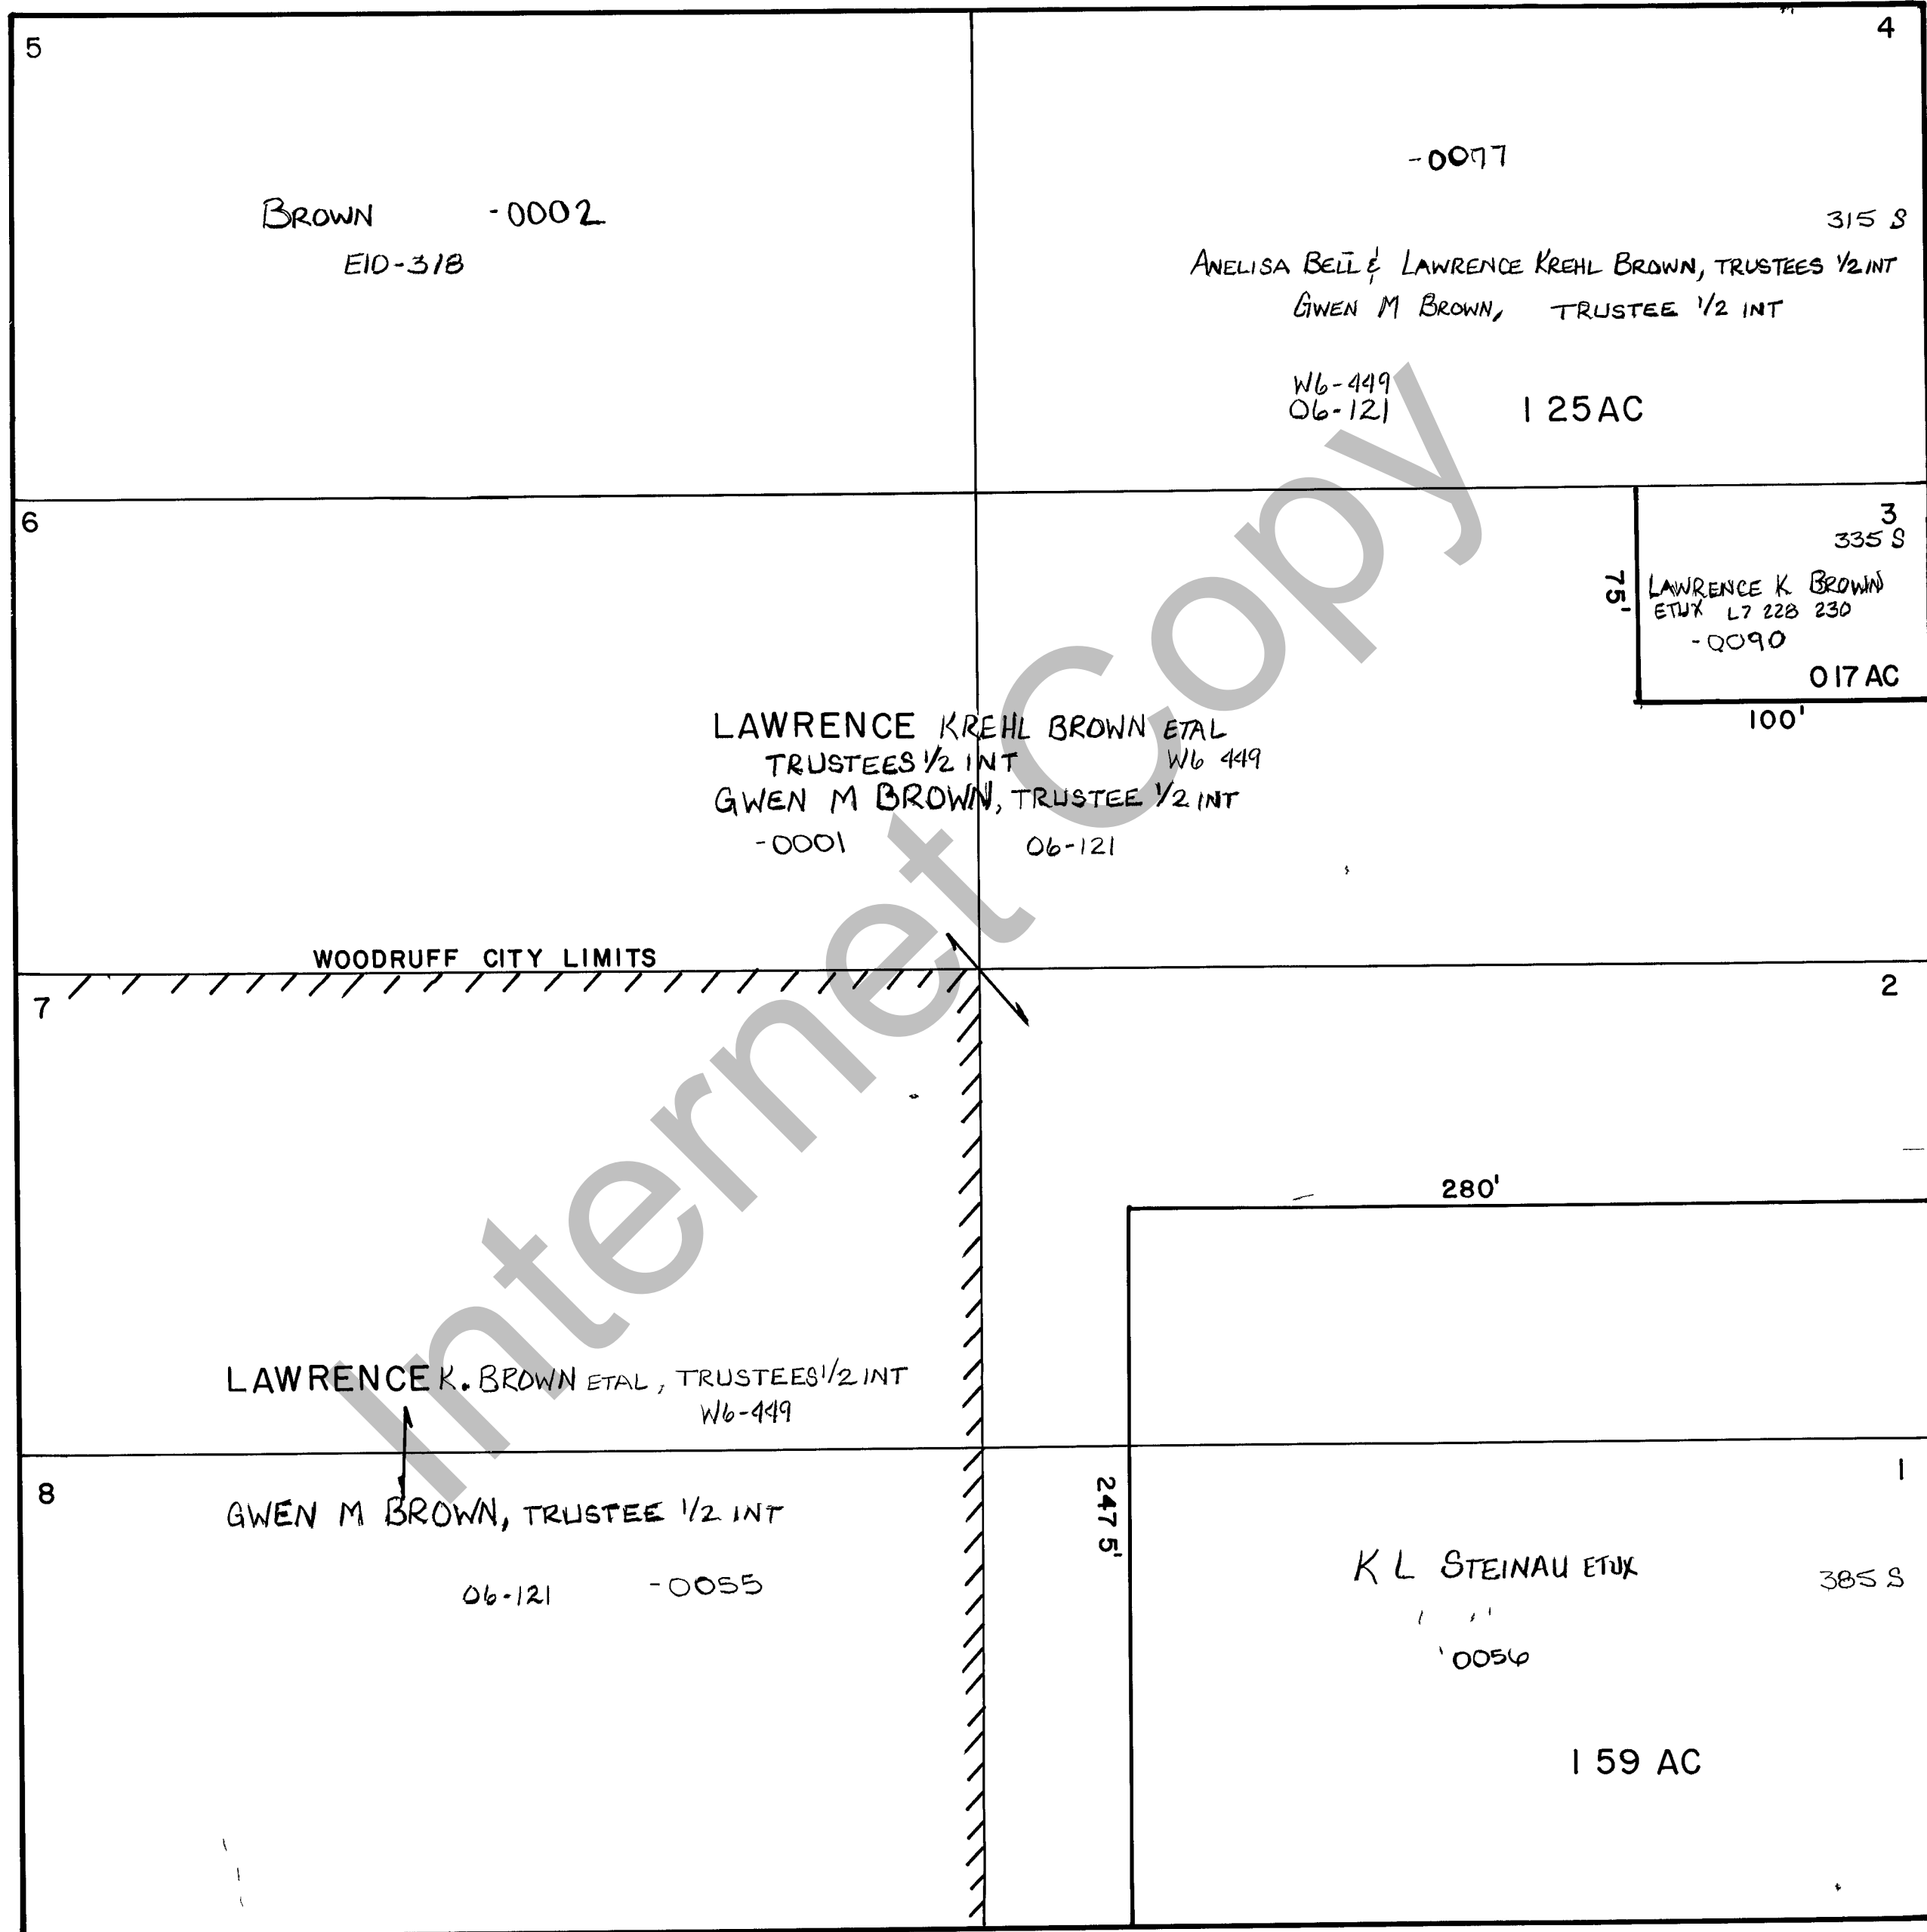 5
4
BROWN -0002
E10-318
-0077
315 S
ANELISA BELL & LAWRENCE KREHL BROWN, TRUSTEES 1/2 INT
GWEN M BROWN, TRUSTEE 1/2 INT
W6-449
06-121
1 25 AC
6
3
335 S
75'
LAWRENCE K BROWN
ETUX L7 228 230
-0090
0 17 AC
100'
LAWRENCE KREHL BROWN ETAL
TRUSTEES 1/2 INT W6 449
GWEN M BROWN, TRUSTEE 1/2 INT
-0001 06-121
WOODRUFF CITY LIMITS
7
2
280'
LAWRENCE K. BROWN ETAL, TRUSTEES 1/2 INT
W6-449
8
1
GWEN M BROWN, TRUSTEE 1/2 INT
06-121 -0055
247 5'
K L STEINAU ETUX
385 S
0056
1 59 AC
Internet Copy